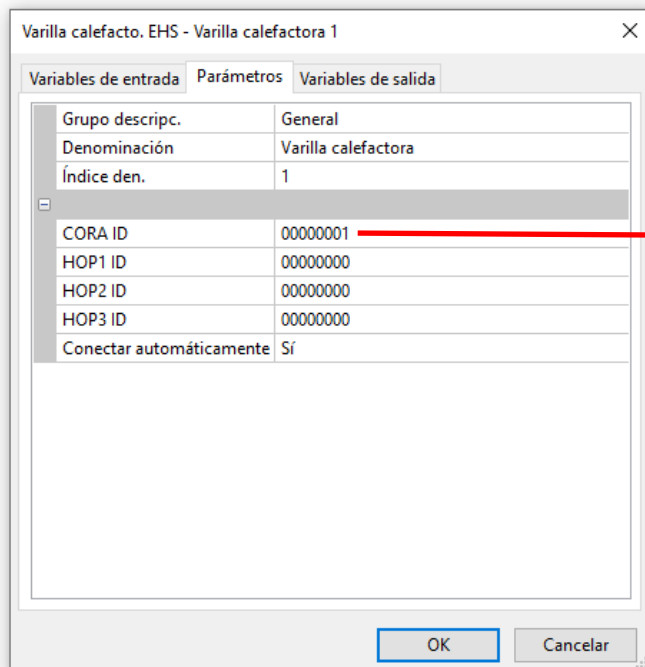 Varilla calefacto. EHS - Varilla calefactora 1
Variables de entrada Parámetros Variables de salida
Grupo descripc. General
Denominación Varilla calefactora
Índice den. 1
CORA ID 00000001
HOP1 ID 00000000
HOP2 ID 00000000
HOP3 ID 00000000
Conectar automáticamente Sí
OK Cancelar